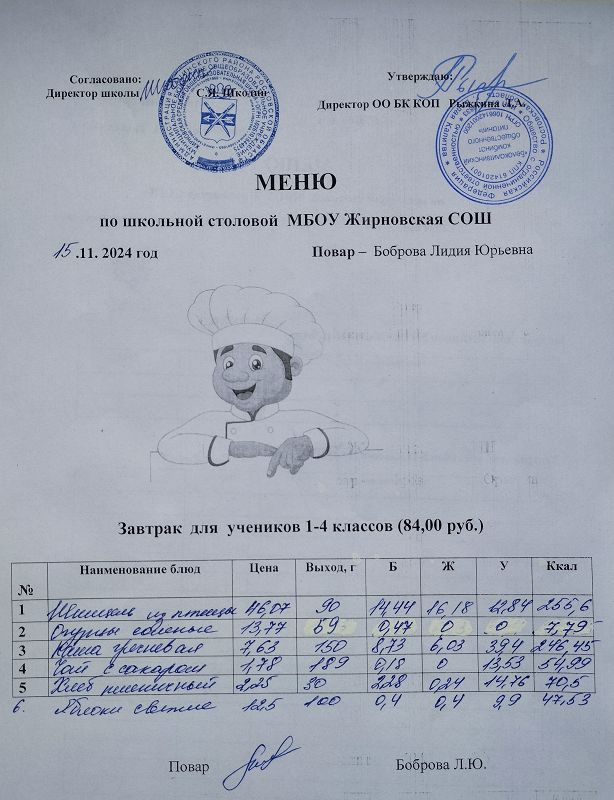 Согласовано: Утверждаю:
Директор школы С.Я. Школин Директор ОО БК КОП Рыжкина Л.А.
МЕНЮ
по школьной столовой МБОУ Жирновская СОШ
15 .11. 2024 год Повар – Боброва Лидия Юрьевна
Завтрак для учеников 1-4 классов (84,00 руб.)
№ Наименование блюд Цена Выход, г Б Ж У Ккал
1 Шницель из птицы 46,07 90 14,44 16,18 12,84 255,6
2 Огурцы соленые 13,77 59 0,47 0 0 7,79
3 Каша гречневая 7,63 150 8,73 6,03 39,4 246,45
4 Чай с сахаром 1,78 189 0,18 0 13,53 54,99
5 Хлеб пшеничный 2,25 30 2,28 0,24 14,76 70,5
6. Яблоки свежие 12,5 100 0,4 0,4 9,9 47,53
Повар Боброва Л.Ю.